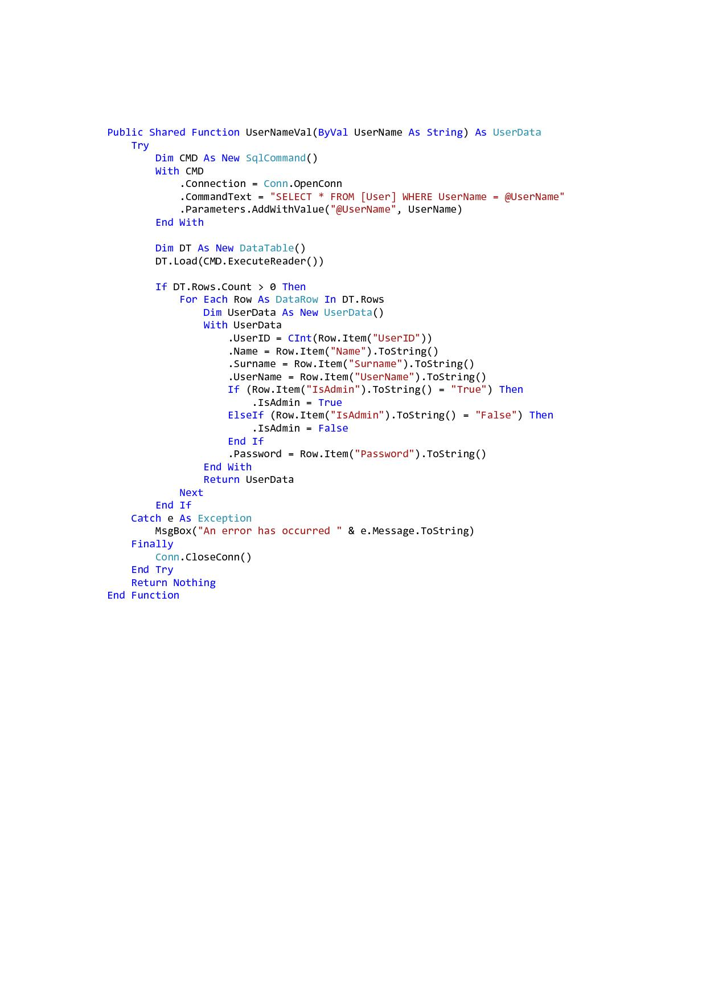 Public Shared Function UserNameVal(ByVal UserName As String) As UserData
    Try
        Dim CMD As New SqlCommand()
        With CMD
            .Connection = Conn.OpenConn
            .CommandText = "SELECT * FROM [User] WHERE UserName = @UserName"
            .Parameters.AddWithValue("@UserName", UserName)
        End With

        Dim DT As New DataTable()
        DT.Load(CMD.ExecuteReader())

        If DT.Rows.Count > 0 Then
            For Each Row As DataRow In DT.Rows
                Dim UserData As New UserData()
                With UserData
                    .UserID = CInt(Row.Item("UserID"))
                    .Name = Row.Item("Name").ToString()
                    .Surname = Row.Item("Surname").ToString()
                    .UserName = Row.Item("UserName").ToString()
                    If (Row.Item("IsAdmin").ToString() = "True") Then
                        .IsAdmin = True
                    ElseIf (Row.Item("IsAdmin").ToString() = "False") Then
                        .IsAdmin = False
                    End If
                    .Password = Row.Item("Password").ToString()
                End With
                Return UserData
            Next
        End If
    Catch e As Exception
        MsgBox("An error has occurred " & e.Message.ToString)
    Finally
        Conn.CloseConn()
    End Try
    Return Nothing
End Function